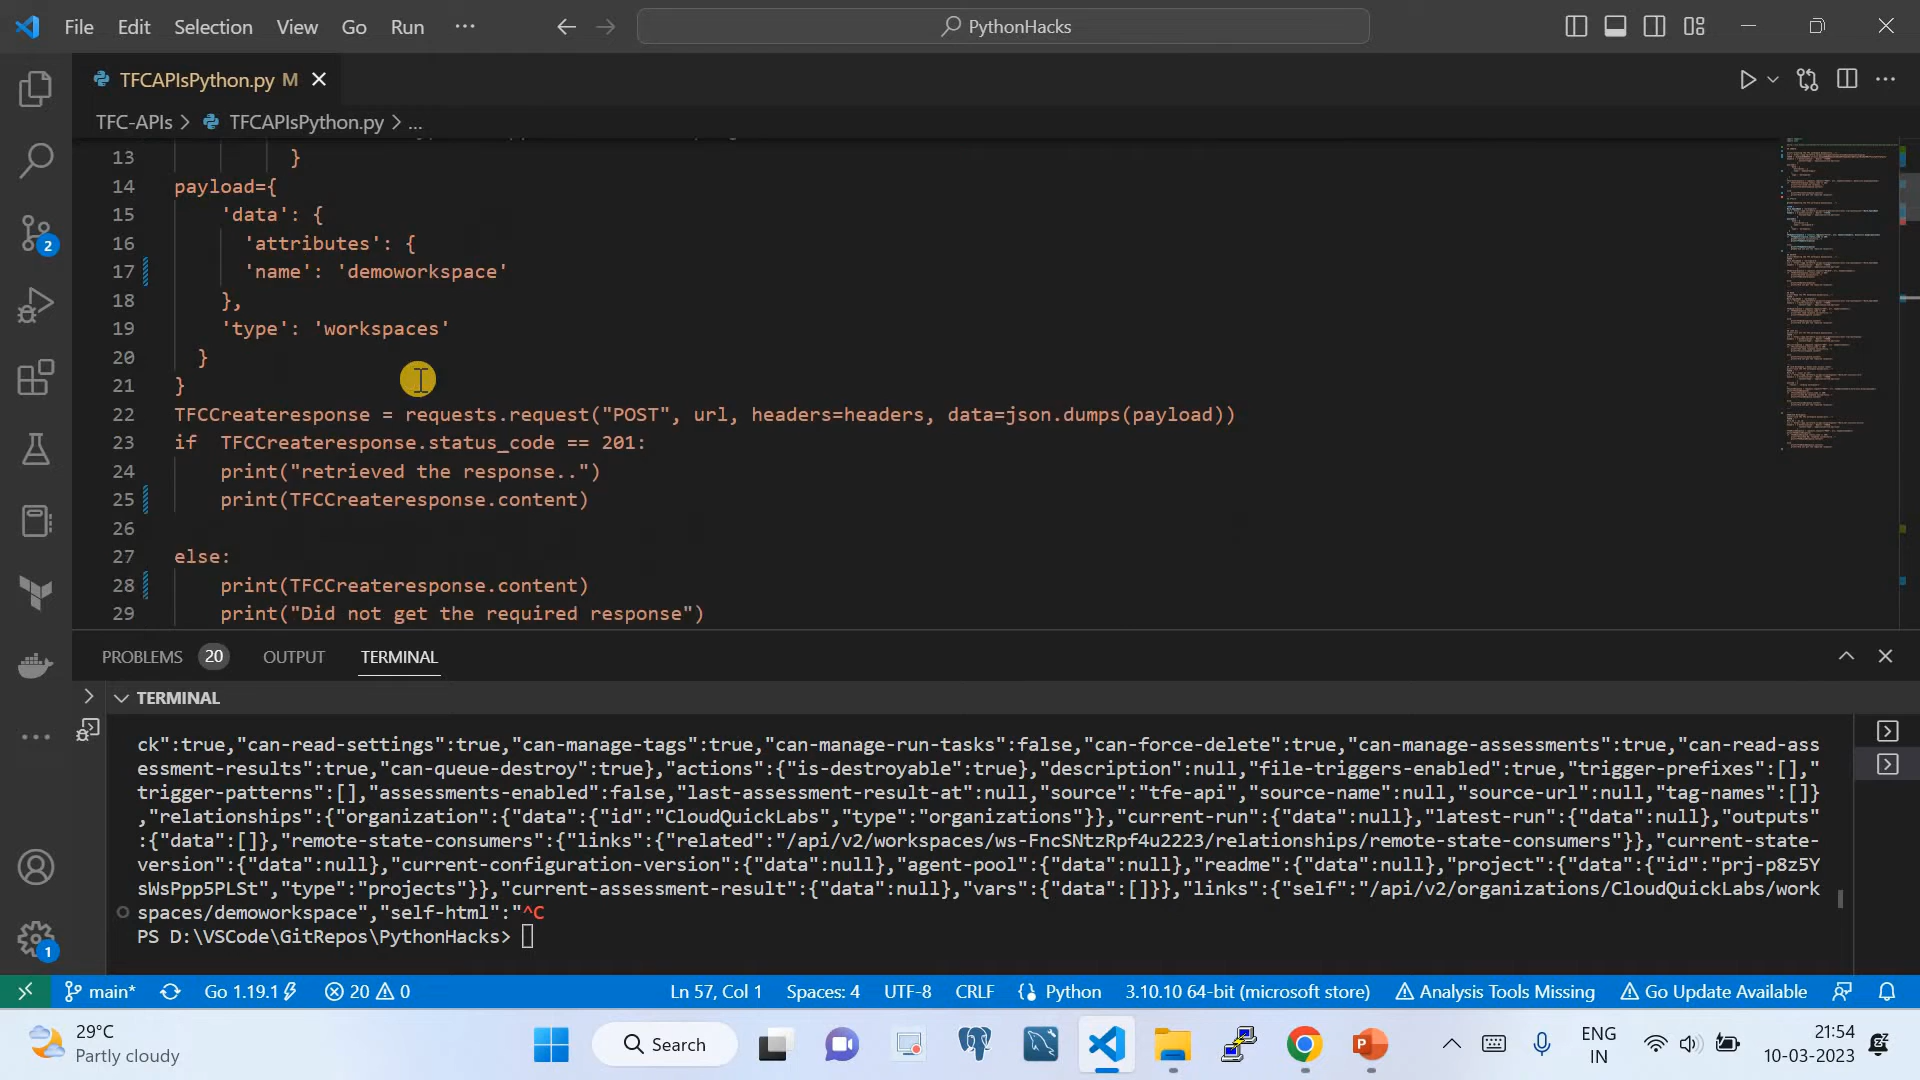 File Edit Selection View Go Run ··· PythonHacks
TFCAPIsPython.py M
TFC-APIs > TFCAPIsPython.py > ...
13 }
14 payload={
15 'data': {
16 'attributes': {
17 'name': 'demoworkspace'
18 },
19 'type': 'workspaces'
20 }
21 }
22 TFCCreateresponse = requests.request("POST", url, headers=headers, data=json.dumps(payload))
23 if TFCCreateresponse.status_code == 201:
24 print("retrieved the response..")
25 print(TFCCreateresponse.content)
26
27 else:
28 print(TFCCreateresponse.content)
29 print("Did not get the required response")
2
PROBLEMS 20 OUTPUT TERMINAL
TERMINAL
ck":true,"can-read-settings":true,"can-manage-tags":true,"can-manage-run-tasks":false,"can-force-delete":true,"can-manage-assessments":true,"can-read-ass
essment-results":true,"can-queue-destroy":true},"actions":{"is-destroyable":true},"description":null,"file-triggers-enabled":true,"trigger-prefixes":[],"
trigger-patterns":[],"assessments-enabled":false,"last-assessment-result-at":null,"source":"tfe-api","source-name":null,"source-url":null,"tag-names":[]}
,"relationships":{"organization":{"data":{"id":"CloudQuickLabs","type":"organizations"}},"current-run":{"data":null},"latest-run":{"data":null},"outputs"
:{"data":[]},"remote-state-consumers":{"links":{"related":"/api/v2/workspaces/ws-FncSNtzRpf4u2223/relationships/remote-state-consumers"}},"current-state-
version":{"data":null},"current-configuration-version":{"data":null},"agent-pool":{"data":null},"readme":{"data":null},"project":{"data":{"id":"prj-p8z5Y
sWsPpp5PLSt","type":"projects"}},"current-assessment-result":{"data":null},"vars":{"data":[]}},"links":{"self":"/api/v2/organizations/CloudQuickLabs/work
spaces/demoworkspace","self-html":"^C
PS D:\VSCode\GitRepos\PythonHacks>
1
main* Go 1.19.1 20 0 Ln 57, Col 1 Spaces: 4 UTF-8 CRLF Python 3.10.10 64-bit (microsoft store) Analysis Tools Missing Go Update Available
29°C
Partly cloudy
Search
ENG
IN
21:54
10-03-2023